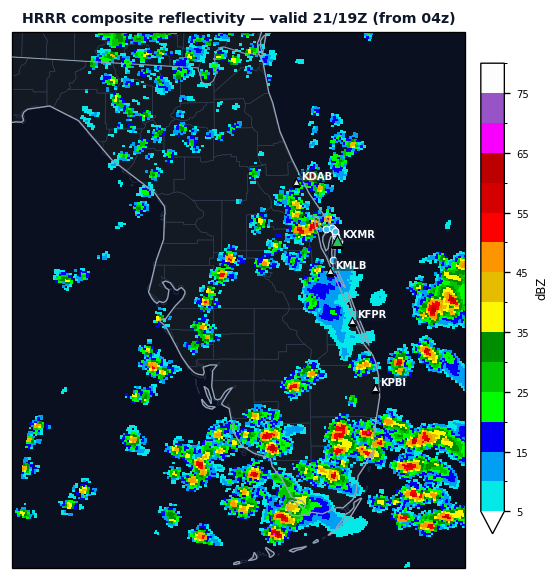 HRRR composite reflectivity — valid 21/19Z (from 04z)
75
65
55
45
35
25
15
5
dBZ
KDAB
KXMR
KMLB
KFPR
KPBI